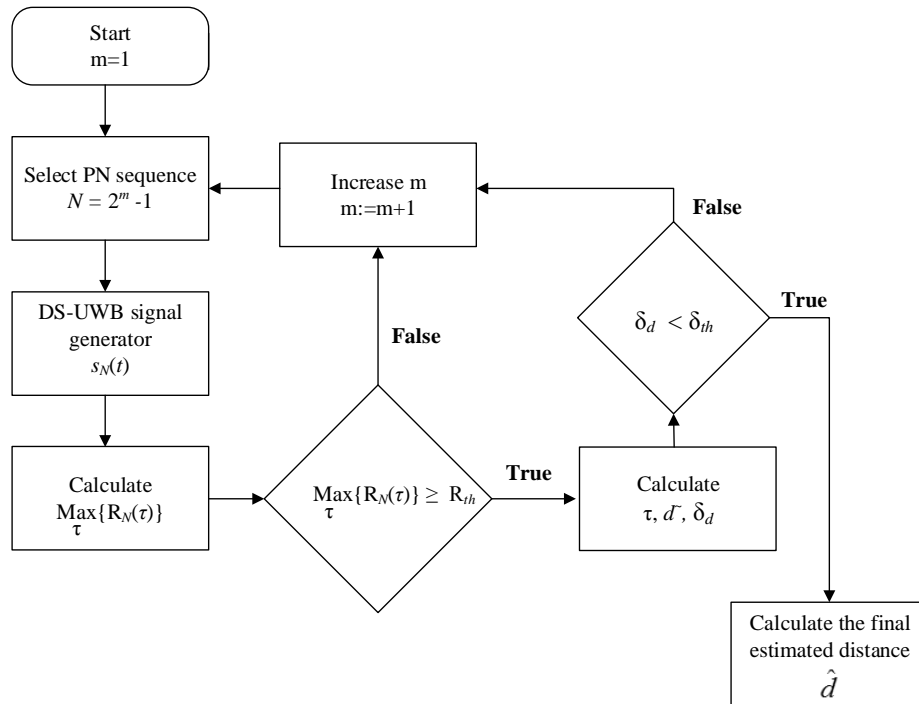 Start
m=1
Select PN sequence
N = 2^m -1
DS-UWB signal
generator
s_N(t)
Calculate
Max{R_N(τ)}
τ
Max{R_N(τ)} ≥ R_th
τ
False
True
Increase m
m:=m+1
Calculate
τ, d˜, δ_d
δ_d < δ_th
False
True
Calculate the final
estimated distance
d̂